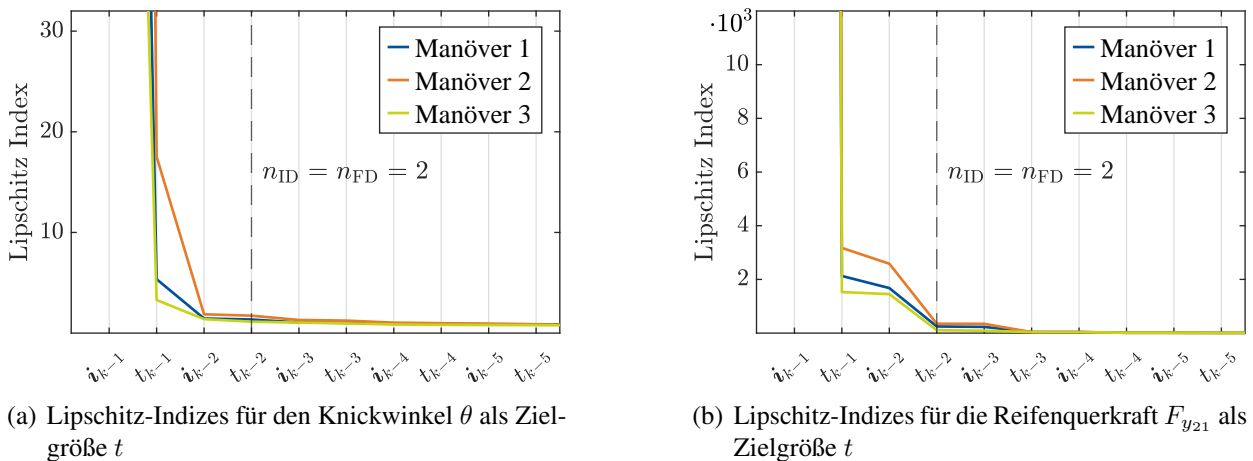 30
20
10
Lipschitz Index
Manöver 1
Manöver 2
Manöver 3
n_ID = n_FD = 2
i_{k−1} t_{k−1} i_{k−2} t_{k−2} i_{k−3} t_{k−3} i_{k−4} t_{k−4} i_{k−5} t_{k−5}
(a) Lipschitz-Indizes für den Knickwinkel θ als Ziel-
größe t
·10³
10
8
6
4
2
Lipschitz Index
Manöver 1
Manöver 2
Manöver 3
n_ID = n_FD = 2
i_{k−1} t_{k−1} i_{k−2} t_{k−2} i_{k−3} t_{k−3} i_{k−4} t_{k−4} i_{k−5} t_{k−5}
(b) Lipschitz-Indizes für die Reifenquerkraft F_{y_{21}} als
Zielgröße t